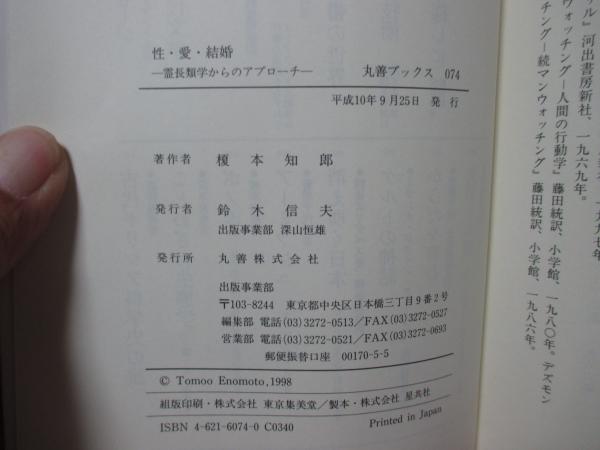 性・愛・結婚
―霊長類学からのアプローチ― 丸善ブックス 074
平成10年9月25日 発行
著作者 榎本知郎
発行者 鈴木信夫
出版事業部 深山恒雄
発行所 丸善株式会社
出版事業部
〒103-8244 東京都中央区日本橋三丁目9番2号
編集部 電話(03)3272-0513/FAX(03)3272-0527
営業部 電話(03)3272-0521/FAX(03)3272-0693
郵便振替口座 00170-5-5
© Tomoo Enomoto,1998
組版印刷・株式会社 東京集美堂/製本・株式会社 星共社
ISBN 4-621-6074-0 C0340 Printed in Japan
ル』河出書房新社、一九六九年。
ウォッチング―人間の行動学』藤田統訳、小学館、一九八〇年。デズモン
ッチング―続マンウォッチング』藤田統訳、小学館、一九八六年。